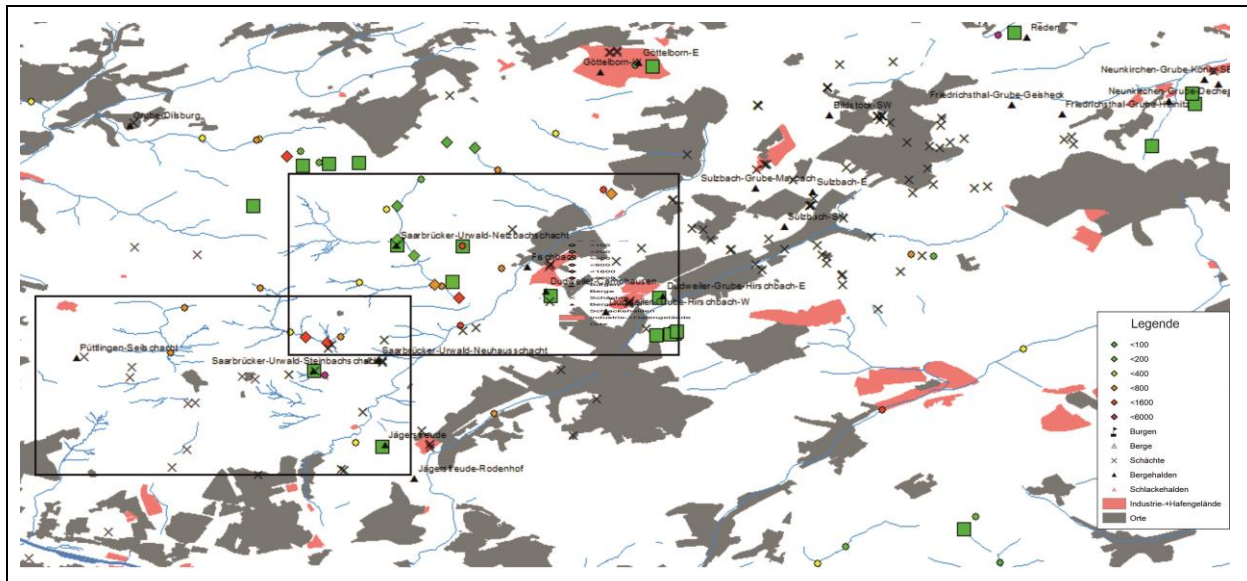 Reden
Göttelborn-E
Göttelborn-W
Neunkirchen-Grube-König-SE
Neunkirchen-Grube-Dechen
Friedrichsthal-Grube-Geisheck
Bildstock-SW
Friedrichsthal-Grube-Heinitz
Grube-Dilsburg
Sulzbach-Grube-Maybach
Sulzbach-E
Sulzbach-SW
Saarbrücker-Urwald-Netzbachschacht
Fischbach
Dudweiler-Grube-Hirschbach-E
Dudweiler-Grube-Hirschbach-W
Püttlingen-Seilschacht
Saarbrücker-Urwald-Neuhausschacht
Saarbrücker-Urwald-Steinbachschacht
Jägersfreude
Jägersfreude-Rodenhof
Legende
<100
<200
<400
<800
<1600
<6000
Burgen
Berge
Schächte
Bergehalden
Schlackehalden
Industrie-+Hafengelände
Orte